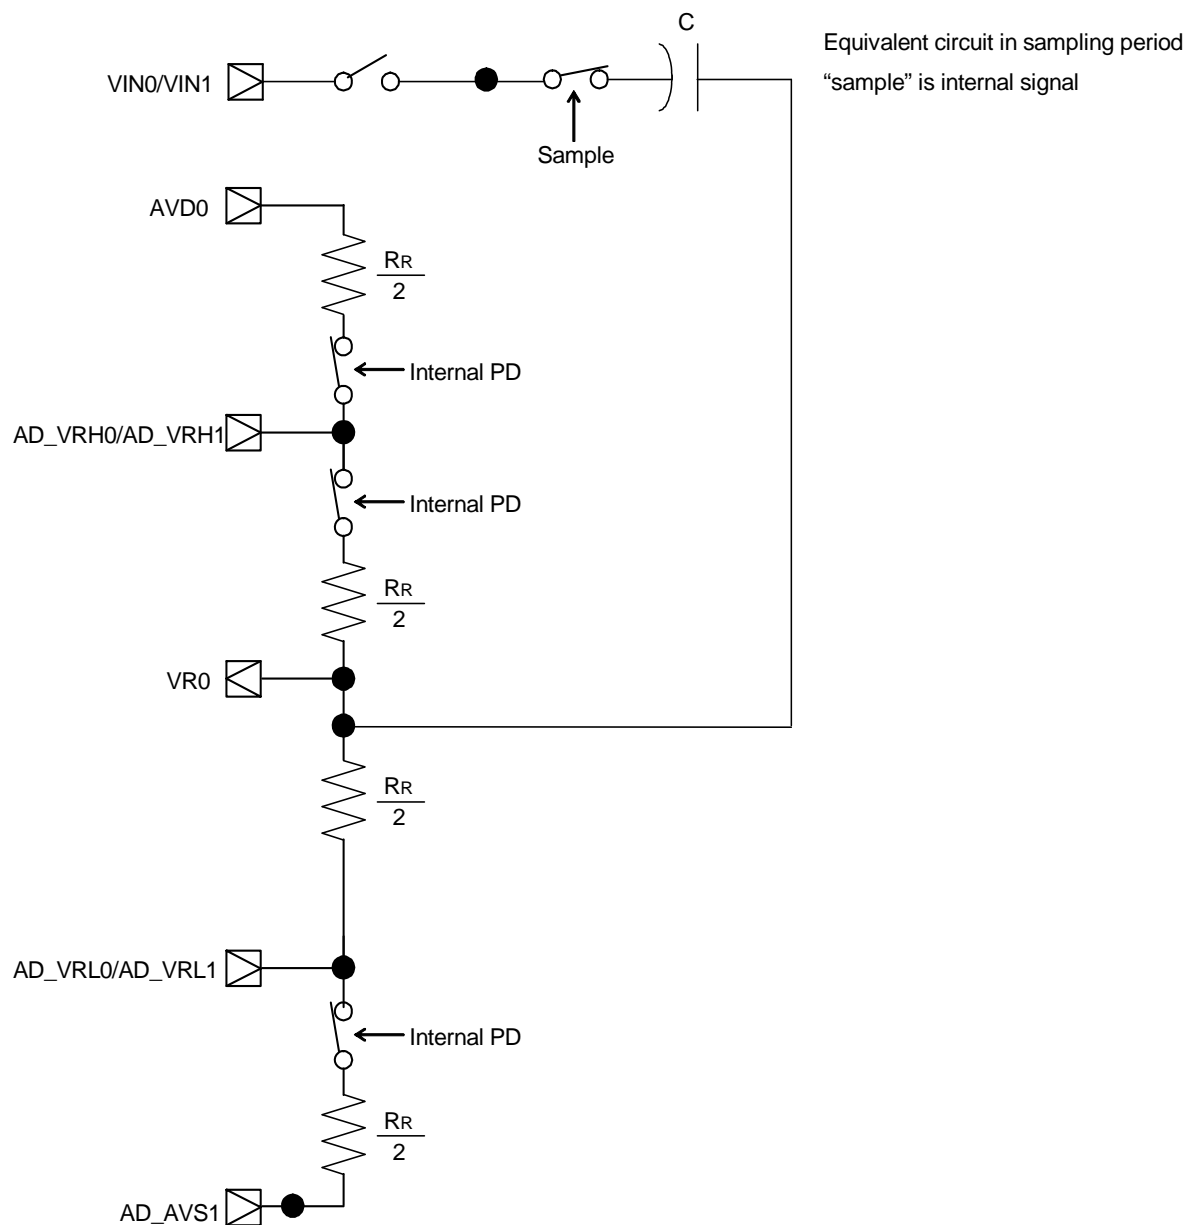 C
Equivalent circuit in sampling period
VIN0/VIN1
“sample” is internal signal
Sample
AVD0
RR
2
Internal PD
AD_VRH0/AD_VRH1
Internal PD
RR
2
VR0
RR
2
AD_VRL0/AD_VRL1
Internal PD
RR
2
AD_AVS1